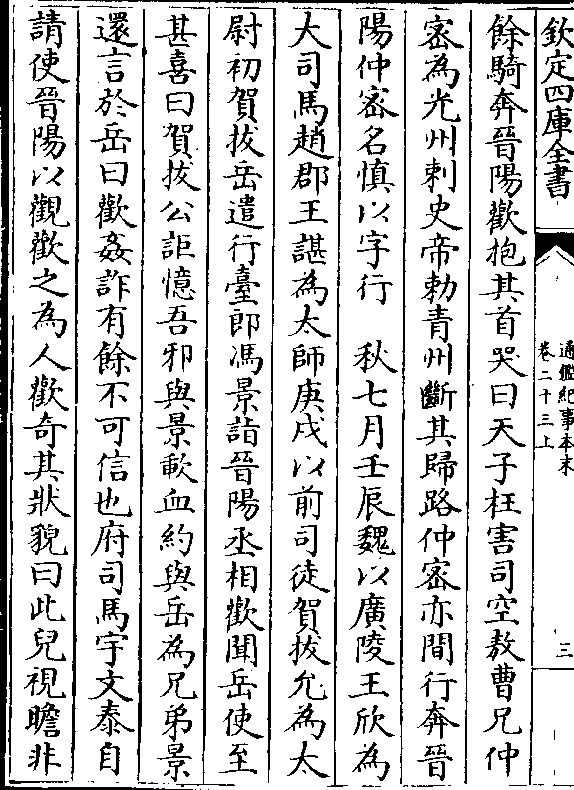 欽定四庫全書
通鑑紀事本末
卷二十三上
三
餘騎奔晉陽歡抱其首哭曰天子枉害司空敖曹兄仲
宻為光州刺史帝勅青州斷其歸路仲宻亦間行奔晉
陽仲宻名慎以字行　秋七月壬辰魏以廣陵王欣為
大司馬趙郡王諶為太師庚戌以前司徒賀拔允為太
尉初賀拔岳遣行臺郎馮景詣晉陽丞相歡聞岳使至
甚喜曰賀拔公詎憶吾邪與景歃血約與岳為兄弟景
還言於岳曰歡姦詐有餘不可信也府司馬宇文泰自
請使晉陽以觀歡之為人歡奇其狀貌曰此兒視瞻非